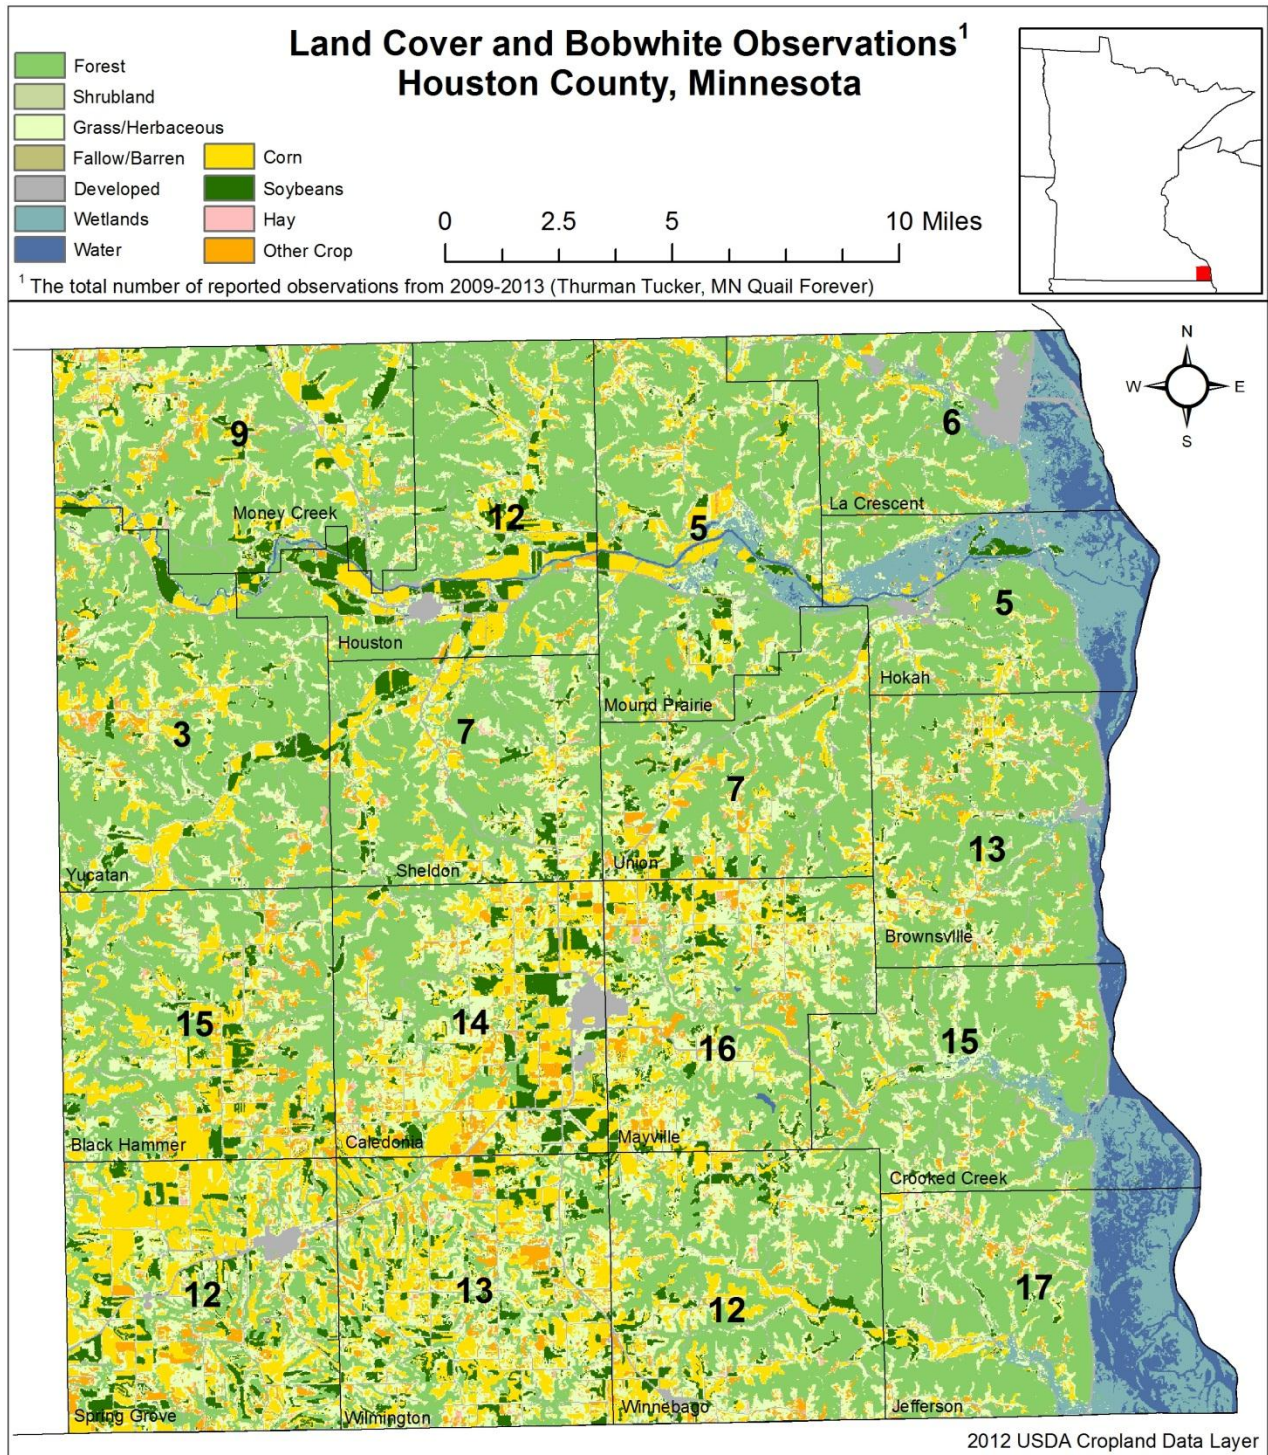 Land Cover and Bobwhite Observations¹
Houston County, Minnesota
Forest
Shrubland
Grass/Herbaceous
Fallow/Barren
Developed
Wetlands
Water
Corn
Soybeans
Hay
Other Crop
0 2.5 5 10 Miles
¹ The total number of reported observations from 2009-2013 (Thurman Tucker, MN Quail Forever)
N
W E
S
9
6
Money Creek
12
5
La Crescent
5
Houston
Hokah
Mound Prairie
3
7
7
13
Yucatan
Sheldon
Union
Brownsville
15
14
16
15
Black Hammer
Caledonia
Mayville
Crooked Creek
12
13
12
17
Spring Grove
Wilmington
Winnebago
Jefferson
2012 USDA Cropland Data Layer